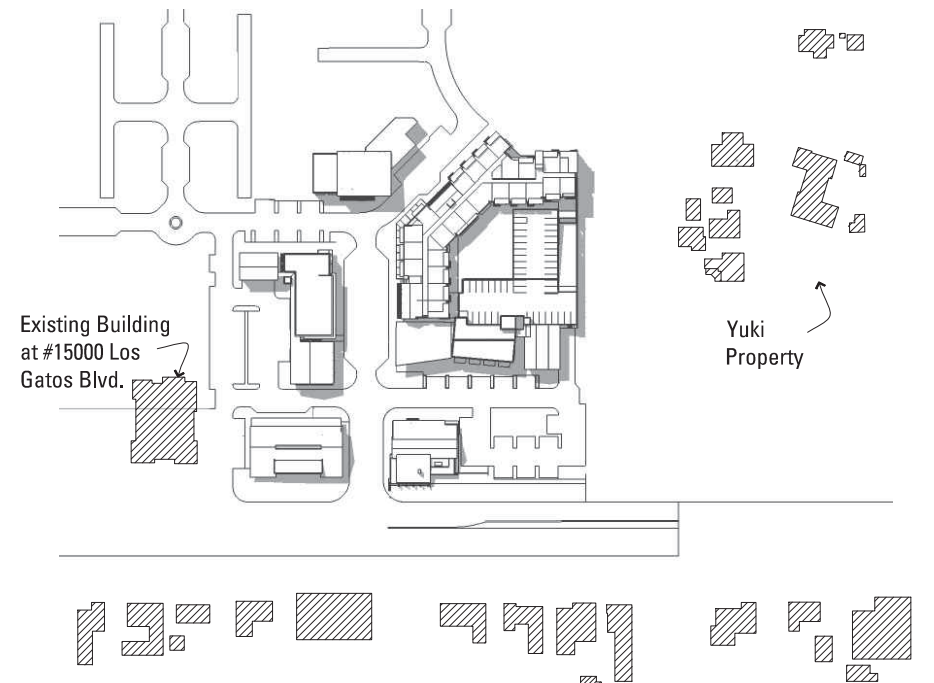 Existing Building
at #15000 Los
Gatos Blvd.
Yuki
Property